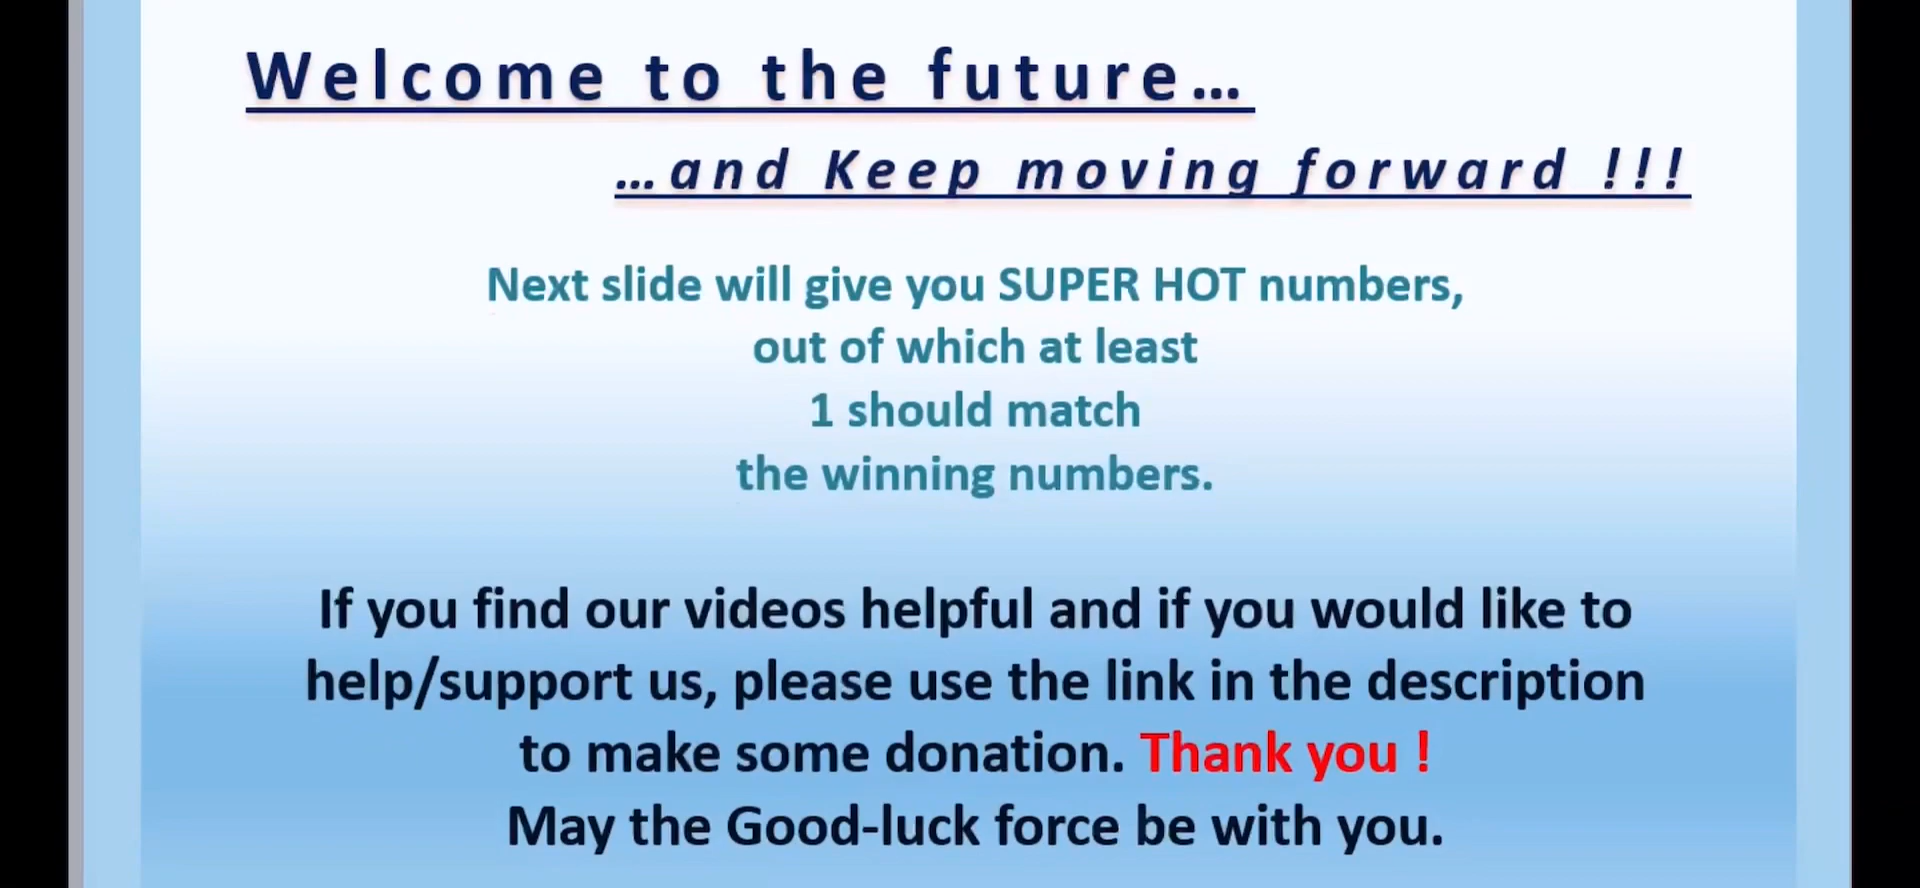 Welcome to the future...
...and Keep moving forward !!!
Next slide will give you SUPER HOT numbers,
out of which at least
1 should match
the winning numbers.
If you find our videos helpful and if you would like to
help/support us, please use the link in the description
to make some donation. Thank you !
May the Good-luck force be with you.